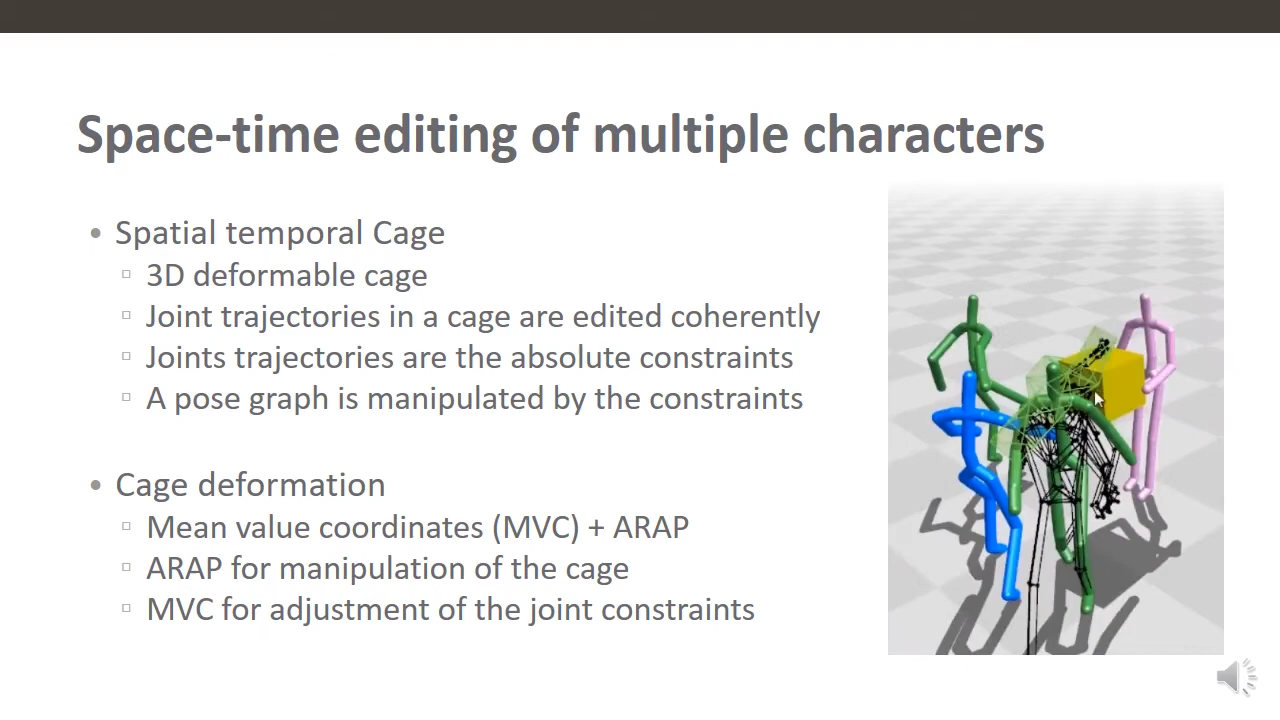 Space-time editing of multiple characters
• Spatial temporal Cage
▫ 3D deformable cage
▫ Joint trajectories in a cage are edited coherently
▫ Joints trajectories are the absolute constraints
▫ A pose graph is manipulated by the constraints
• Cage deformation
▫ Mean value coordinates (MVC) + ARAP
▫ ARAP for manipulation of the cage
▫ MVC for adjustment of the joint constraints